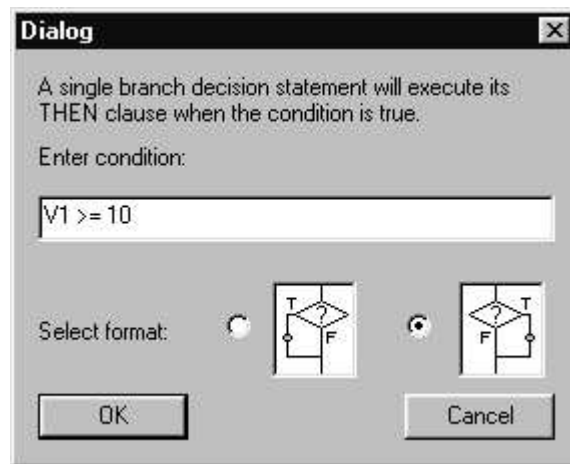 Dialog
A single branch decision statement will execute its
THEN clause when the condition is true.
Enter condition:
V1 >= 10
Select format:
T
?
F
T
?
F
OK
Cancel